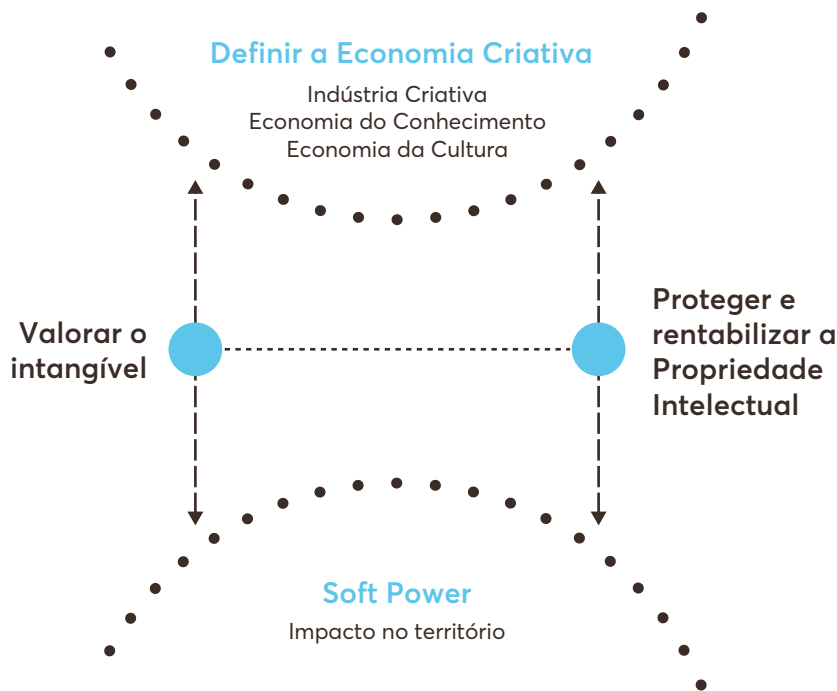 Definir a Economia Criativa
Indústria Criativa
Economia do Conhecimento
Economia da Cultura
Valorar o
intangível
Proteger e
rentabilizar a
Propriedade
Intelectual
Soft Power
Impacto no território